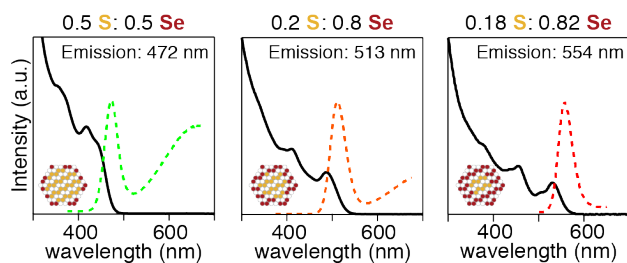 0.5 S: 0.5 Se
0.2 S: 0.8 Se
0.18 S: 0.82 Se
Emission: 472 nm
Emission: 513 nm
Emission: 554 nm
Intensity (a.u.)
400
600
400
600
400
600
wavelength (nm)
wavelength (nm)
wavelength (nm)